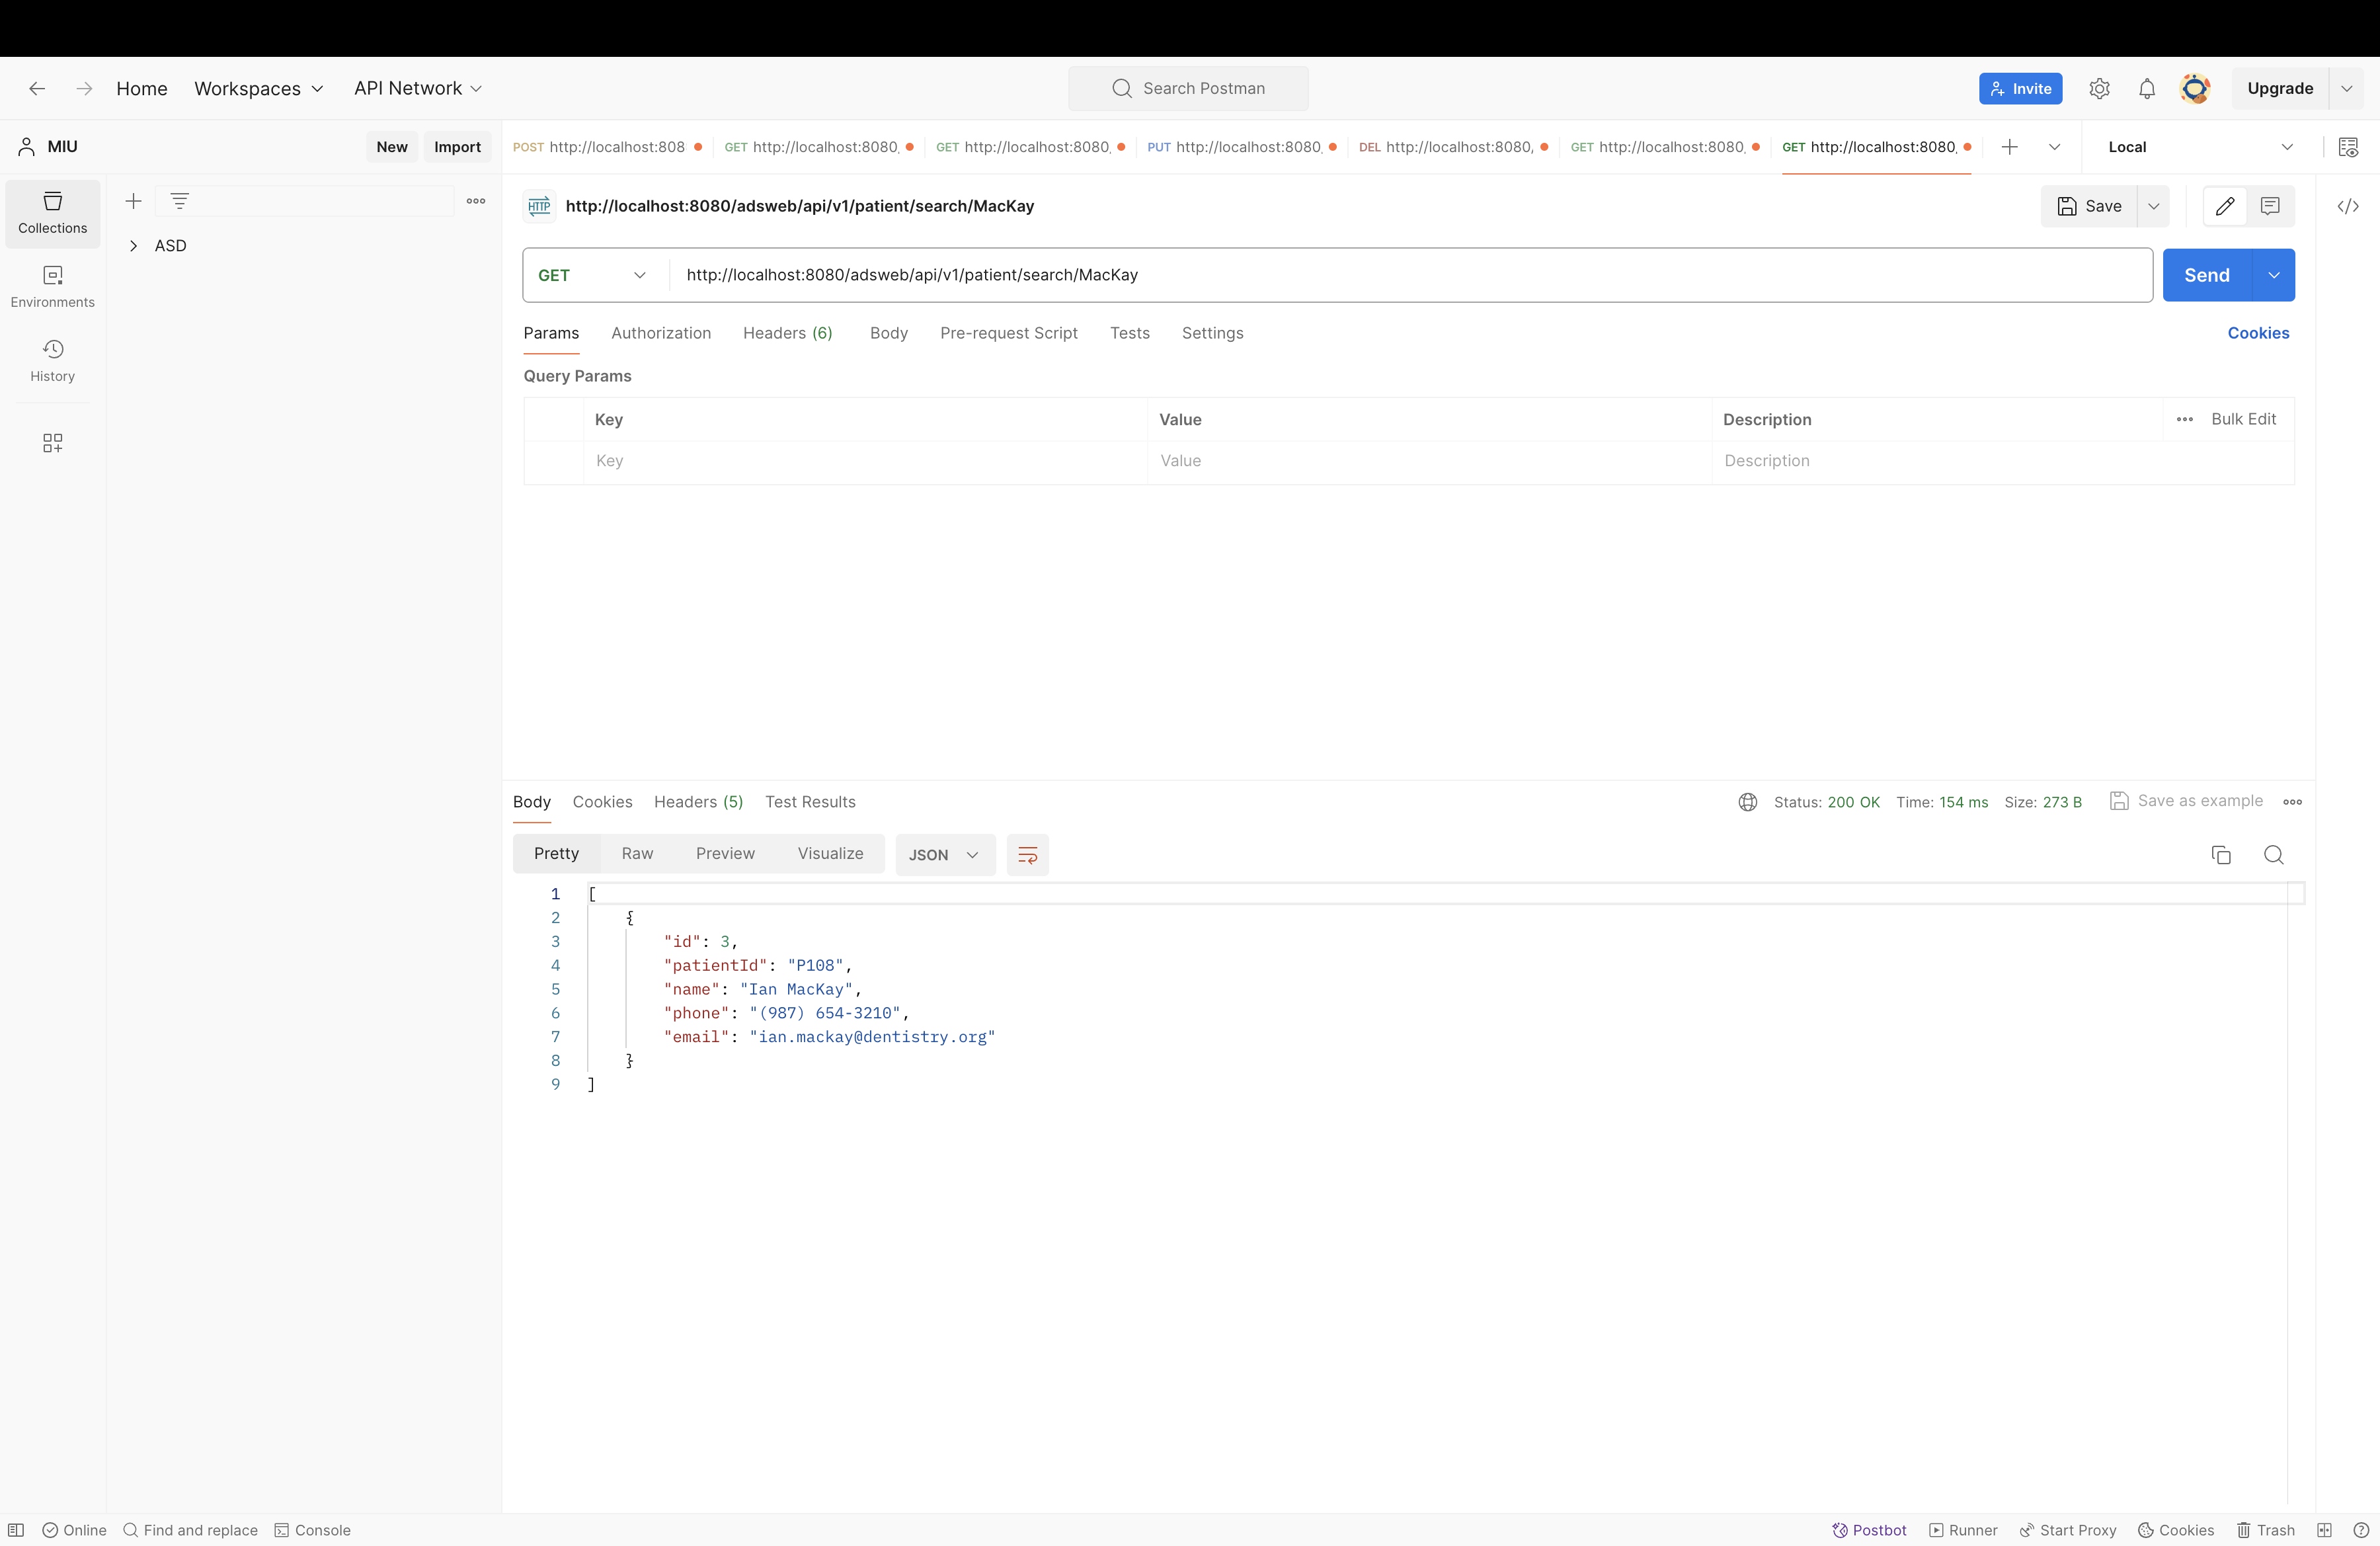 Home Workspaces API Network Search Postman Invite Upgrade
MIU New Import POST http://localhost:808 GET http://localhost:8080, GET http://localhost:8080, PUT http://localhost:8080, DEL http://localhost:8080, GET http://localhost:8080, GET http://localhost:8080, Local
Collections
ASD
Environments
History
HTTP http://localhost:8080/adsweb/api/v1/patient/search/MacKay Save
GET http://localhost:8080/adsweb/api/v1/patient/search/MacKay Send
Params Authorization Headers (6) Body Pre-request Script Tests Settings Cookies
Query Params
Key Value Description Bulk Edit
Key Value Description
Body Cookies Headers (5) Test Results Status: 200 OK Time: 154 ms Size: 273 B Save as example
Pretty Raw Preview Visualize JSON
1 [
2 {
3 "id": 3,
4 "patientId": "P108",
5 "name": "Ian MacKay",
6 "phone": "(987) 654-3210",
7 "email": "ian.mackay@dentistry.org"
8 }
9 ]
Online Find and replace Console Postbot Runner Start Proxy Cookies Trash